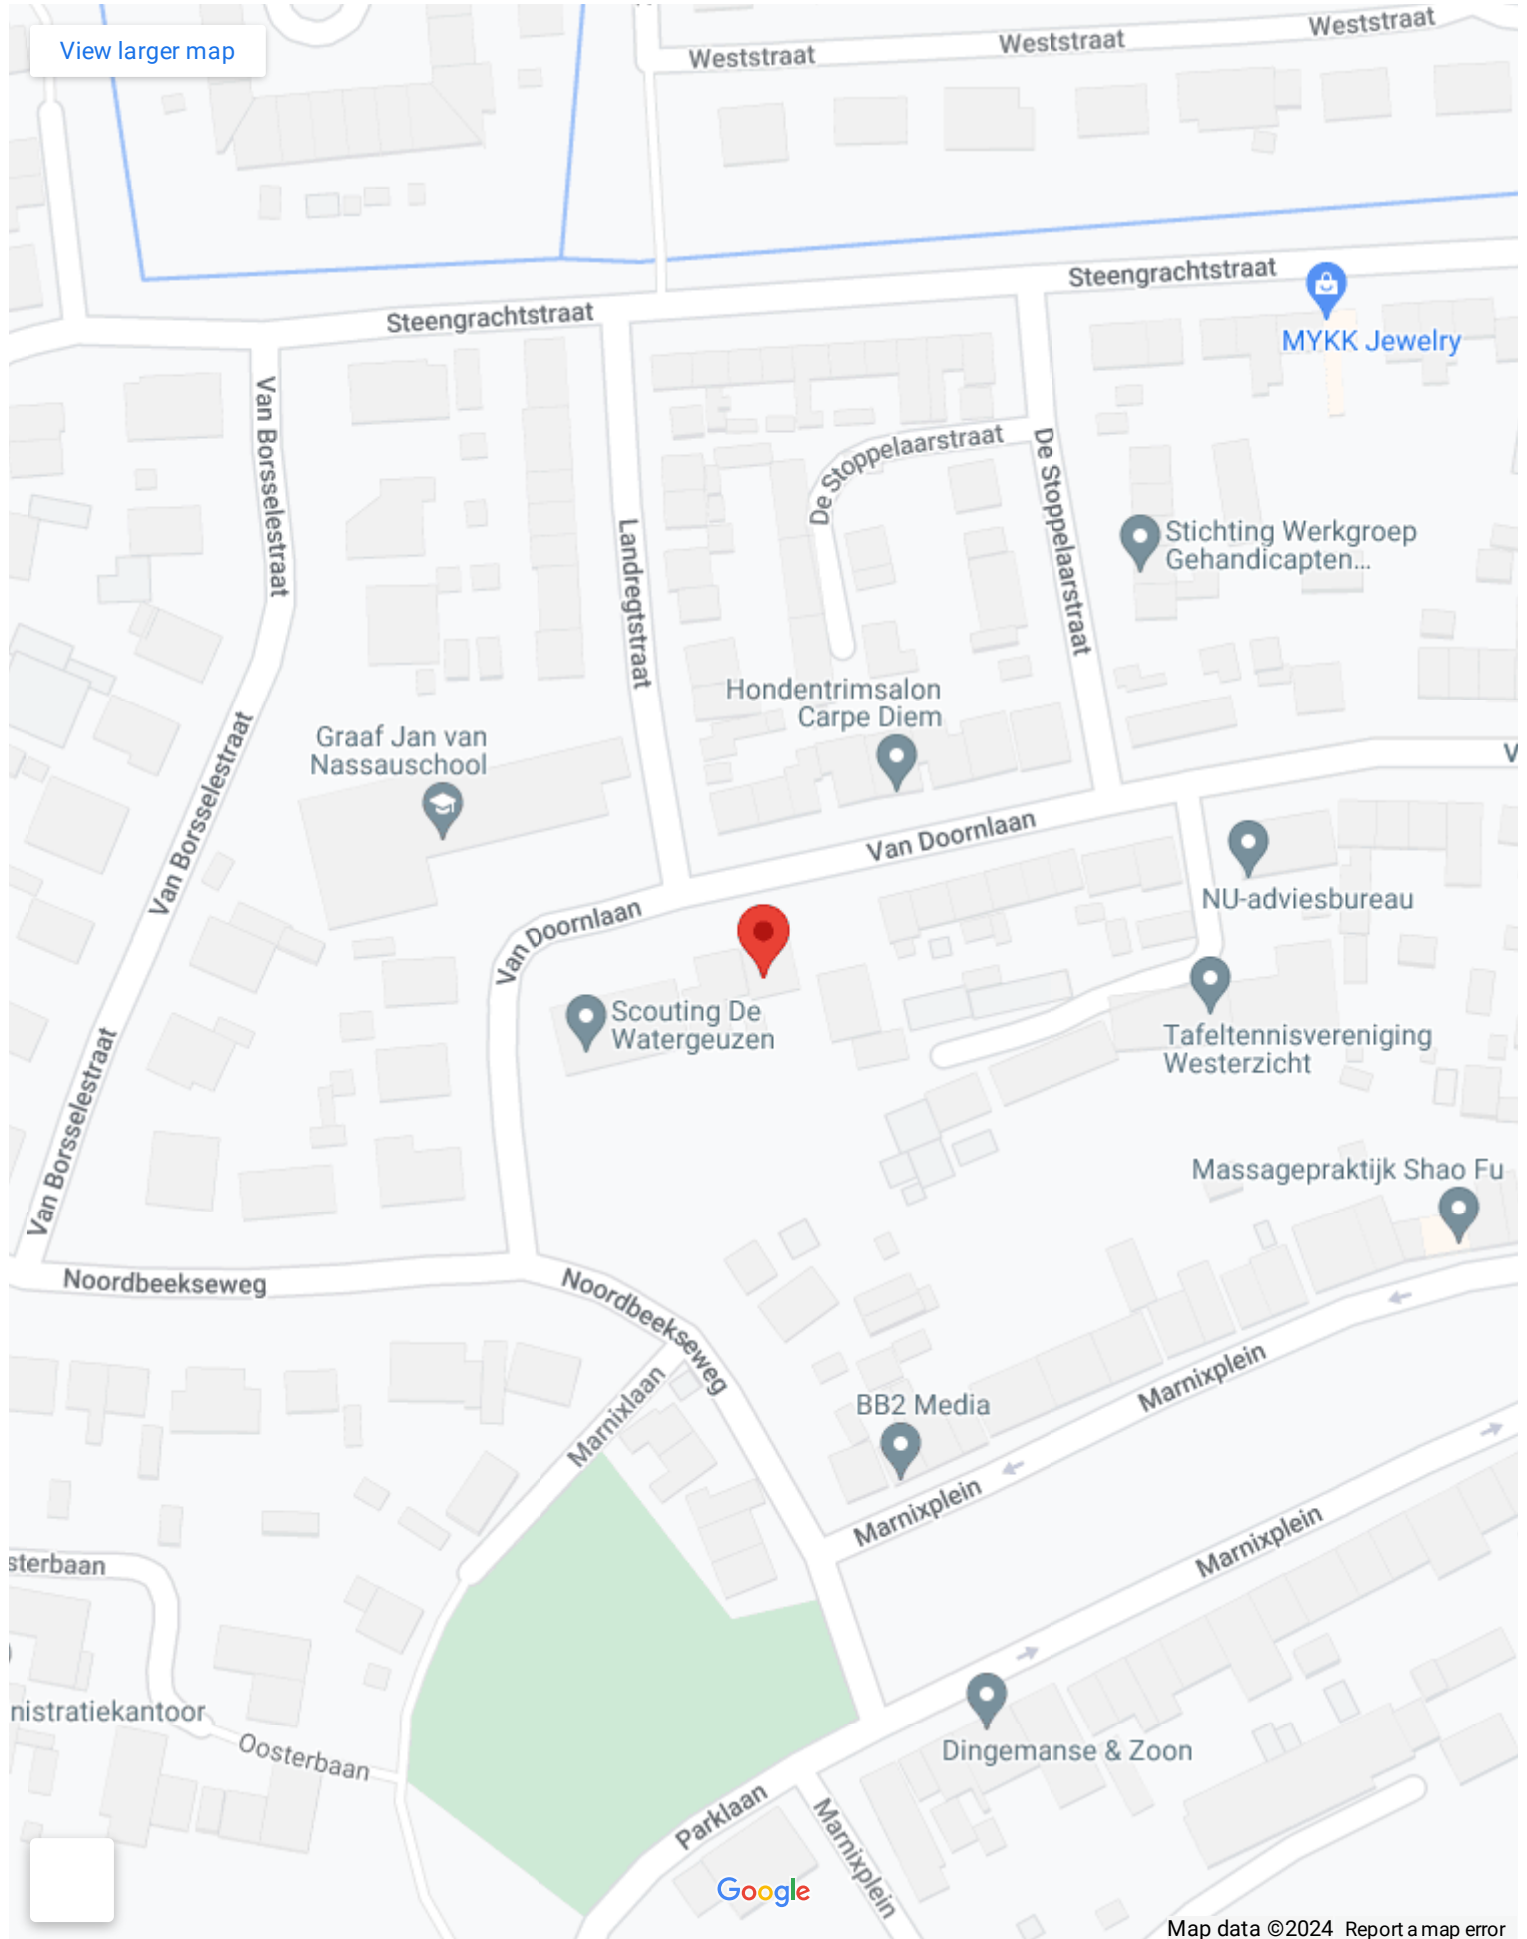 View larger map
Weststraat
Weststraat
Weststraat
Steengrachtstraat
Steengrachtstraat
MYKK Jewelry
Van Borsselestraat
De Stoppelaarstraat
De Stoppelaarstraat
Landregtstraat
Stichting Werkgroep
Gehandicapten...
Hondentrimsalon
Carpe Diem
Graaf Jan van
Nassauschool
Van Borsselestraat
V
Van Doornlaan
NU-adviesbureau
Van Doornlaan
Scouting De
Watergeuzen
Tafeltennisvereniging
Westerzicht
Van Borsselestraat
Massagepraktijk Shao Fu
Noordbeekseweg
Noordbeekseweg
Marnixlaan
Marnixplein
BB2 Media
Marnixplein
Marnixplein
sterbaan
nistratiekantoor
Oosterbaan
Dingemanse & Zoon
Parklaan
Marnixplein
Google
Map data ©2024 Report a map error